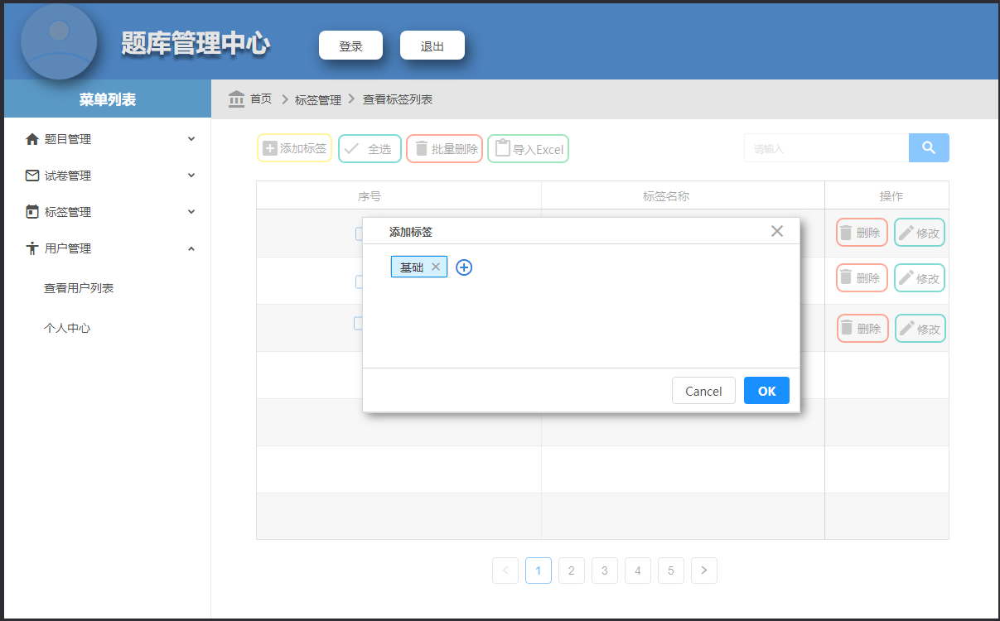 题库管理中心
登录
退出
菜单列表
首页
标签管理
查看标签列表
题目管理
试卷管理
标签管理
用户管理
查看用户列表
个人中心
添加标签
全选
批量删除
导入Excel
请输入
序号
标签名称
操作
删除
修改
删除
修改
删除
修改
添加标签
基础
Cancel
OK
1
2
3
4
5